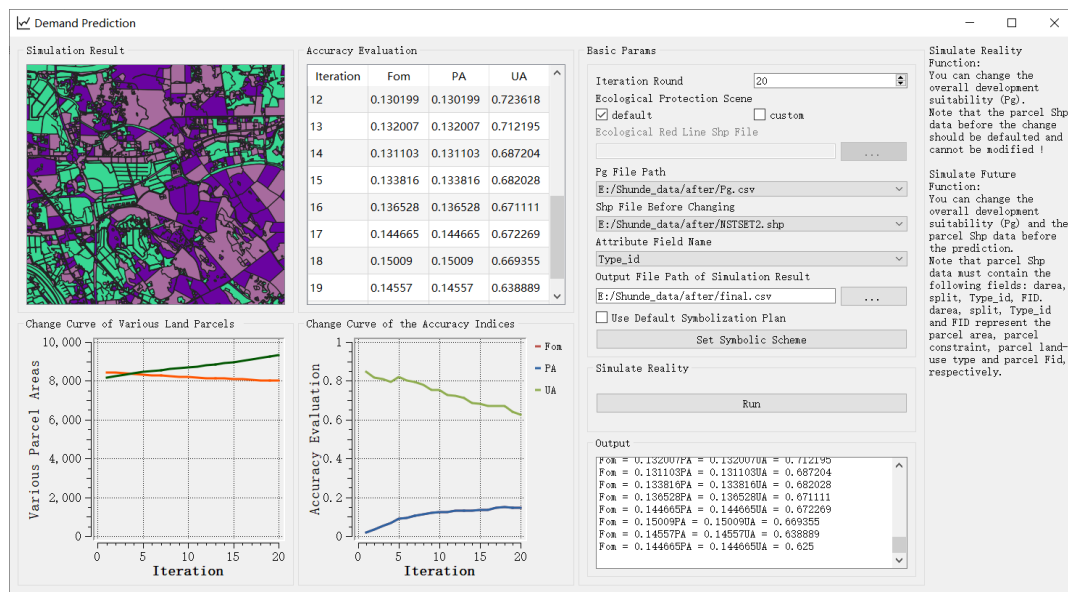 Demand Prediction
Simulation Result
Accuracy Evaluation
Iteration Fom PA UA
12 0.130199 0.130199 0.723618
13 0.132007 0.132007 0.712195
14 0.131103 0.131103 0.687204
15 0.133816 0.133816 0.682028
16 0.136528 0.136528 0.671111
17 0.144665 0.144665 0.672269
18 0.15009 0.15009 0.669355
19 0.14557 0.14557 0.638889
Change Curve of Various Land Parcels
Various Parcel Areas
10,000
8,000
6,000
4,000
2,000
0
0 5 10 15 20
Iteration
Change Curve of the Accuracy Indices
Accuracy Evaluation
1
0.8
0.6
0.4
0.2
0
0 5 10 15 20
Iteration
Fom
PA
UA
Basic Params
Iteration Round 20
Ecological Protection Scene
default custom
Ecological Red Line Shp File
...
Pg File Path
E:/Shunde_data/after/Pg.csv
Shp File Before Changing
E:/Shunde_data/after/NSTSET2.shp
Attribute Field Name
Type_id
Output File Path of Simulation Result
E:/Shunde_data/after/final.csv ...
Use Default Symbolization Plan
Set Symbolic Scheme
Simulate Reality
Run
Output
Fom = 0.132007PA = 0.132007UA = 0.712195
Fom = 0.131103PA = 0.131103UA = 0.687204
Fom = 0.133816PA = 0.133816UA = 0.682028
Fom = 0.136528PA = 0.136528UA = 0.671111
Fom = 0.144665PA = 0.144665UA = 0.672269
Fom = 0.15009PA = 0.15009UA = 0.669355
Fom = 0.14557PA = 0.14557UA = 0.638889
Fom = 0.144665PA = 0.144665UA = 0.625
Simulate Reality
Function:
You can change the
overall development
suitability (Pg).
Note that the parcel Shp
data before the change
should be defaulted and
cannot be modified !
Simulate Future
Function:
You can change the
overall development
suitability (Pg) and the
parcel Shp data before
the prediction.
Note that parcel Shp
data must contain the
following fields: darea,
split, Type_id, FID.
darea, split, Type_id
and FID represent the
parcel area, parcel
constraint, parcel land-
use type and parcel Fid,
respectively.